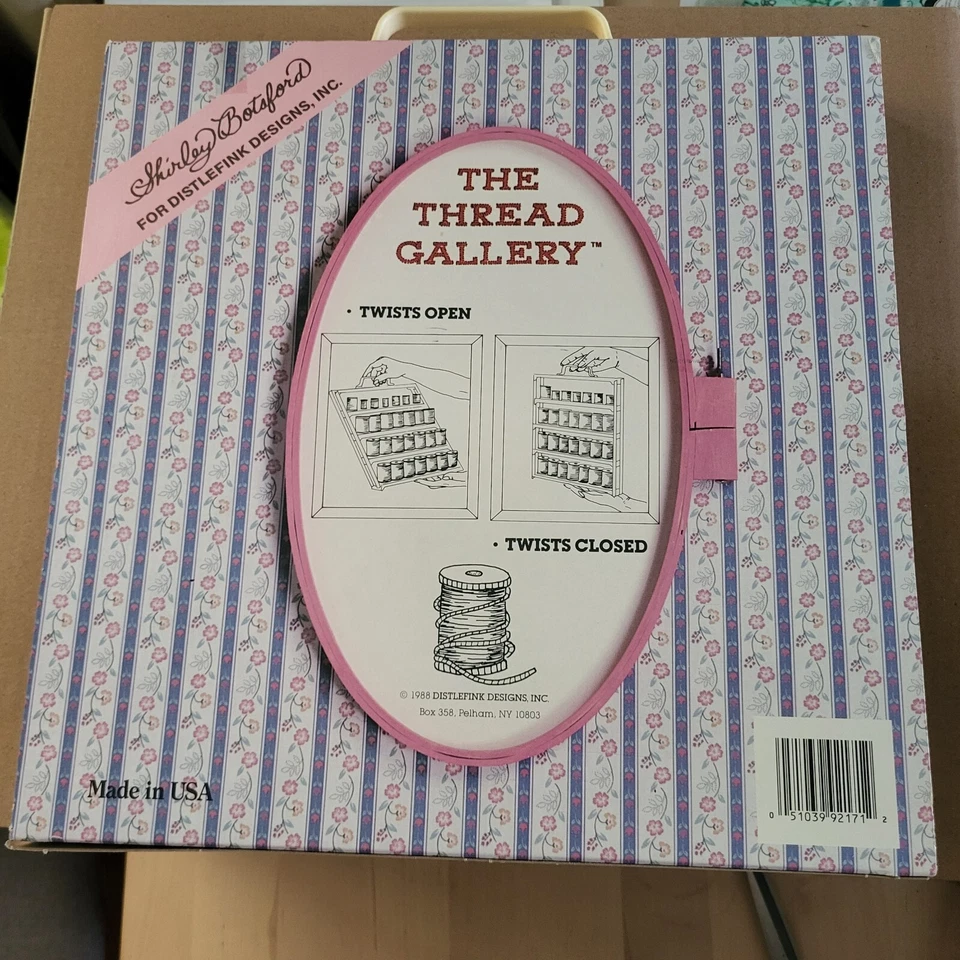 Shirley Botsford
FOR DISTLEFINK DESIGNS, INC.
THE
THREAD
GALLERY™
• TWISTS OPEN
• TWISTS CLOSED
© 1988 DISTLEFINK DESIGNS, INC.
Box 358, Pelham, NY 10803
Made in USA
0 51039 92171 2